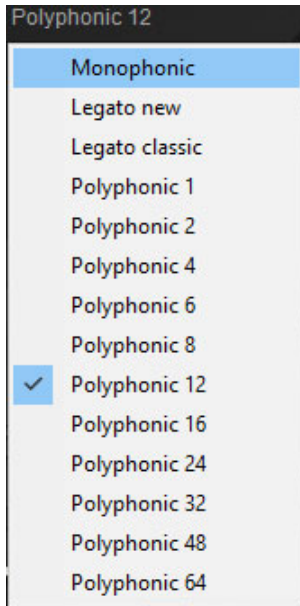 Polyphonic 12
Monophonic
Legato new
Legato classic
Polyphonic 1
Polyphonic 2
Polyphonic 4
Polyphonic 6
Polyphonic 8
Polyphonic 12
Polyphonic 16
Polyphonic 24
Polyphonic 32
Polyphonic 48
Polyphonic 64